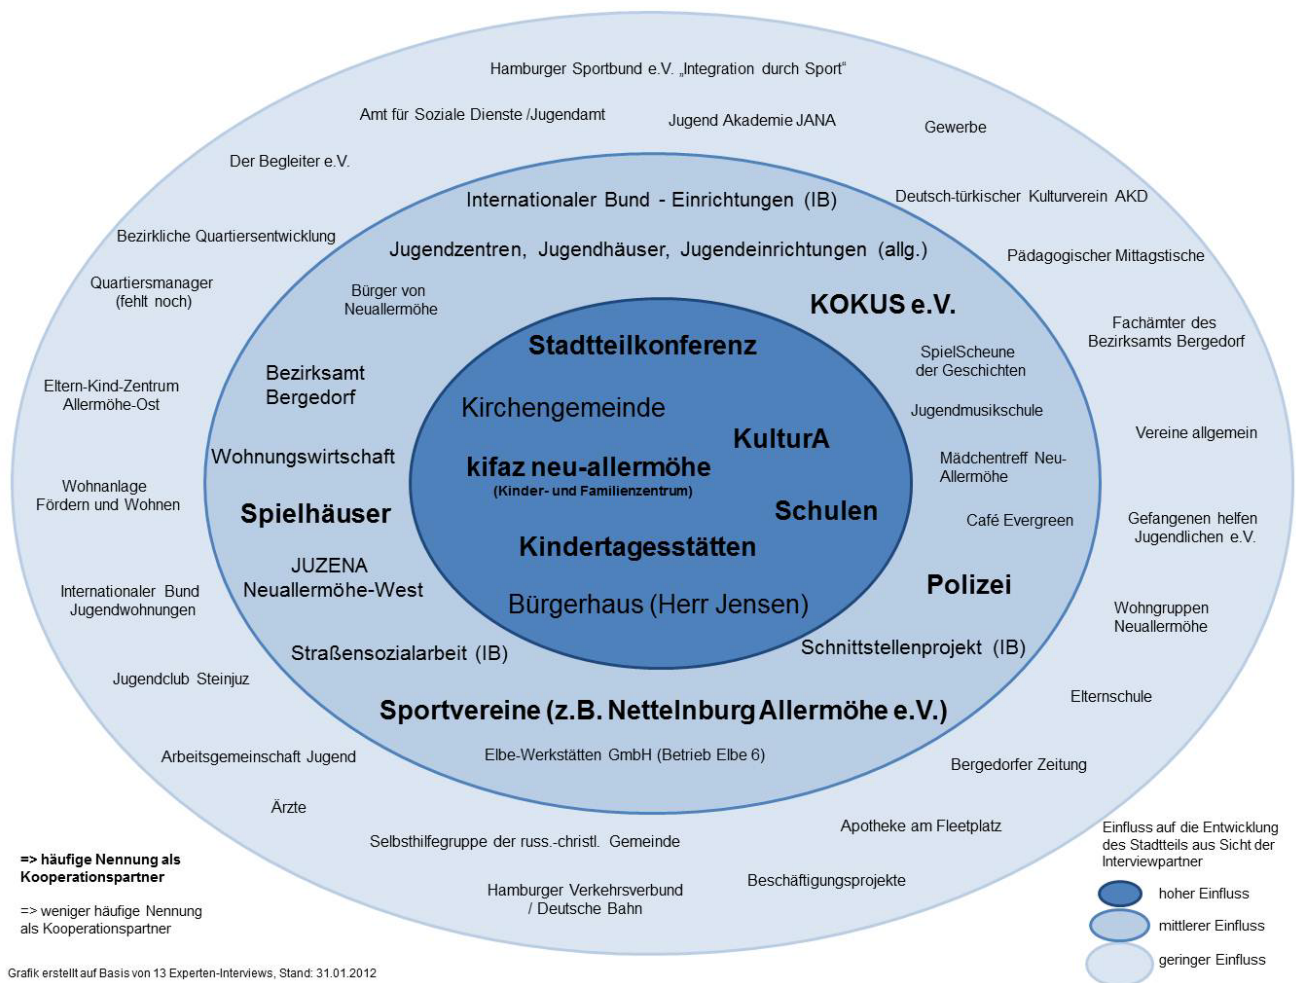 Hamburger Sportbund e.V. „Integration durch Sport“
Amt für Soziale Dienste /Jugendamt
Jugend Akademie JANA
Gewerbe
Der Begleiter e.V.
Internationaler Bund - Einrichtungen (IB)
Deutsch-türkischer Kulturverein AKD
Bezirkliche Quartiersentwicklung
Jugendzentren, Jugendhäuser, Jugendeinrichtungen (allg.)
Pädagogischer Mittagstische
Quartiersmanager
(fehlt noch)
Bürger von
Neuallermöhe
KOKUS e.V.
Fachämter des
Bezirksamts Bergedorf
Stadtteilkonferenz
SpielScheune
der Geschichten
Bezirksamt
Bergedorf
Eltern-Kind-Zentrum
Allermöhe-Ost
Kirchengemeinde
Jugendmusikschule
KulturA
Vereine allgemein
Wohnungswirtschaft
kifaz neu-allermöhe
(Kinder- und Familienzentrum)
Mädchentreff Neu-
Allermöhe
Wohnanlage
Fördern und Wohnen
Spielhäuser
Schulen
Café Evergreen
Gefangenen helfen
Jugendlichen e.V.
Kindertagesstätten
JUZENA
Neuallermöhe-West
Polizei
Internationaler Bund
Jugendwohnungen
Bürgerhaus (Herr Jensen)
Wohngruppen
Neuallermöhe
Straßensozialarbeit (IB)
Schnittstellenprojekt (IB)
Jugendclub Steinjuz
Elternschule
Sportvereine (z.B. Nettelnburg Allermöhe e.V.)
Arbeitsgemeinschaft Jugend
Elbe-Werkstätten GmbH (Betrieb Elbe 6)
Bergedorfer Zeitung
Ärzte
Apotheke am Fleetplatz
Selbsthilfegruppe der russ.-christl. Gemeinde
Beschäftigungsprojekte
Hamburger Verkehrsverbund
/ Deutsche Bahn
=> häufige Nennung als
Kooperationspartner
=> weniger häufige Nennung
als Kooperationspartner
Einfluss auf die Entwicklung
des Stadtteils aus Sicht der
Interviewpartner
hoher Einfluss
mittlerer Einfluss
geringer Einfluss
Grafik erstellt auf Basis von 13 Experten-Interviews, Stand: 31.01.2012